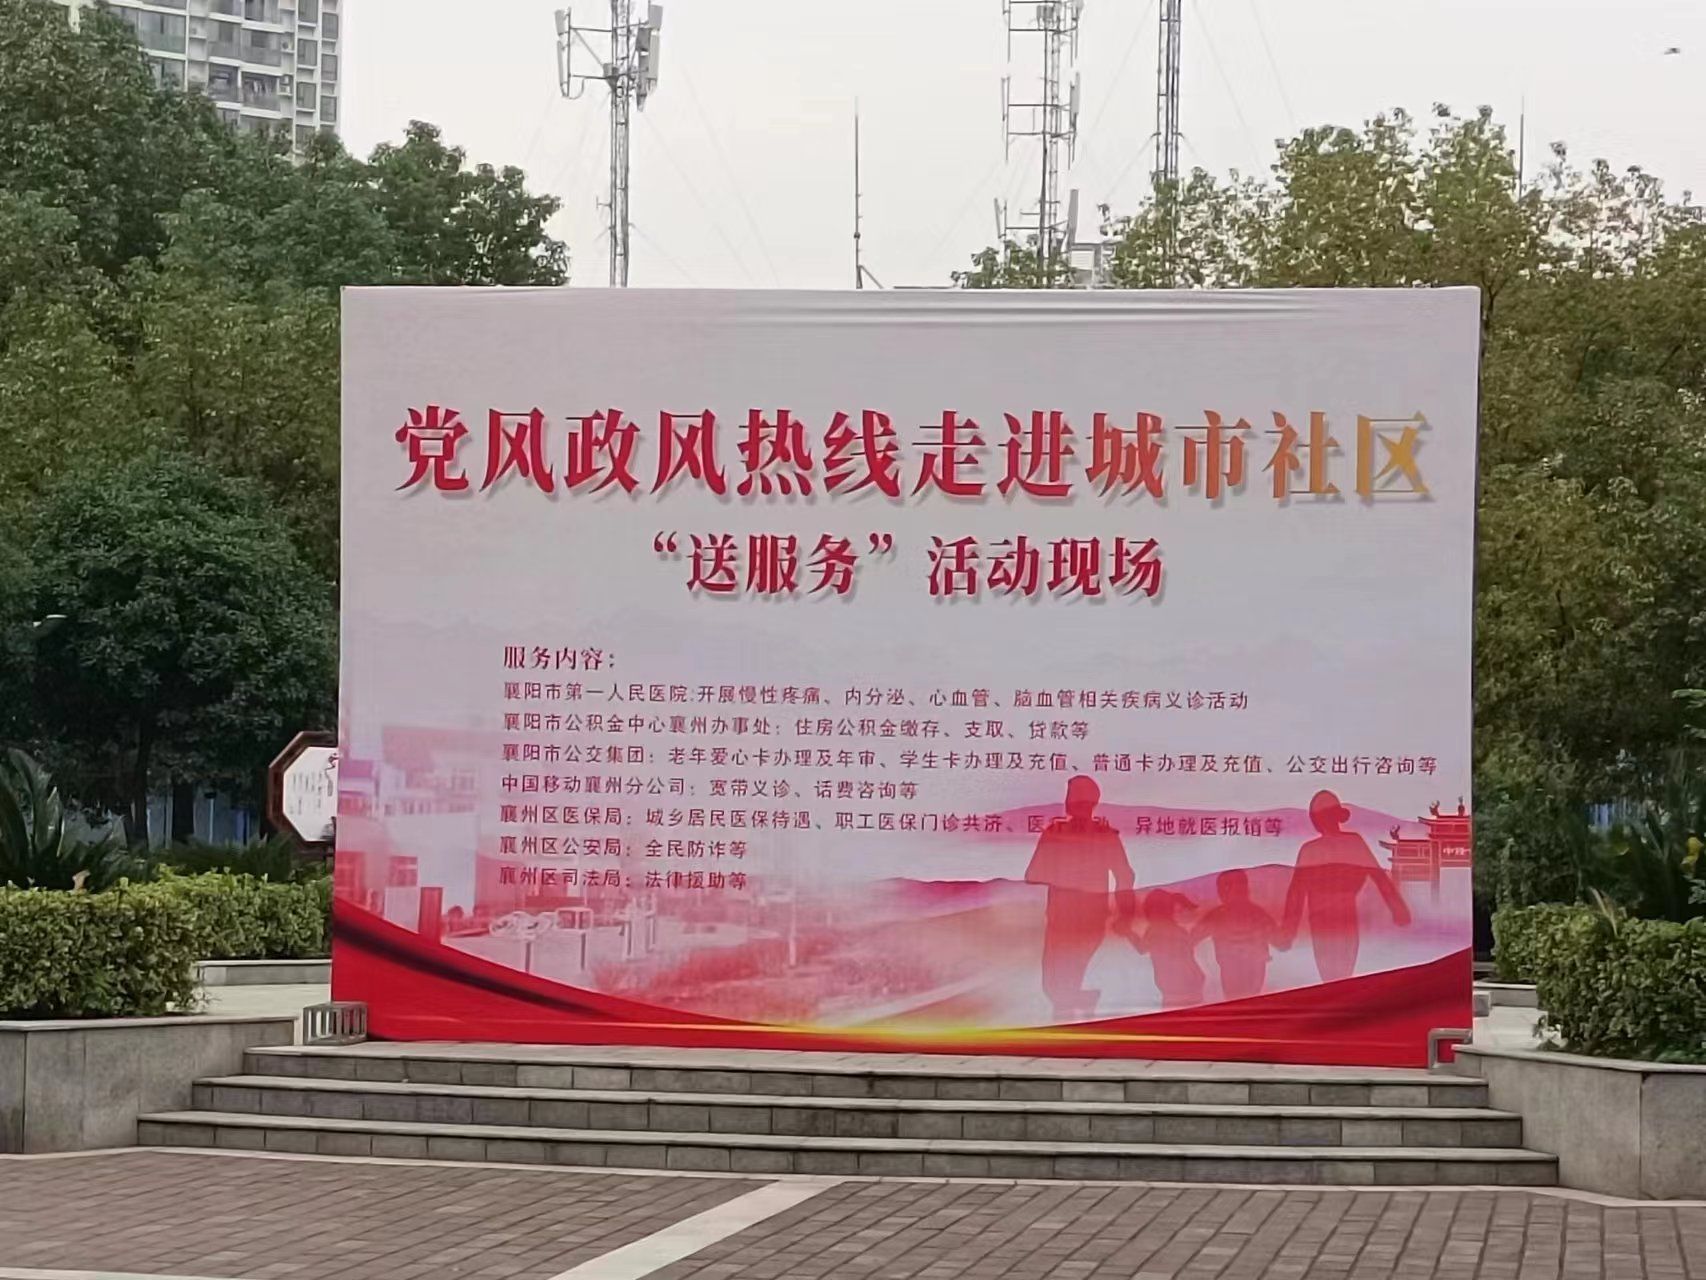 党风政风热线走进城市社区
“送服务”活动现场
服务内容：
襄阳市第一人民医院:开展慢性疼痛、内分泌、心血管、脑血管相关疾病义诊活动
襄阳市公积金中心襄州办事处：住房公积金缴存、支取、贷款等
襄阳市公交集团：老年爱心卡办理及年审、学生卡办理及充值、普通卡办理及充值、公交出行咨询等
中国移动襄州分公司：宽带义诊、话费咨询等
襄州区医保局：城乡居民医保待遇、职工医保门诊共济、医疗救助、异地就医报销等
襄州区公安局：全民防诈等
襄州区司法局：法律援助等